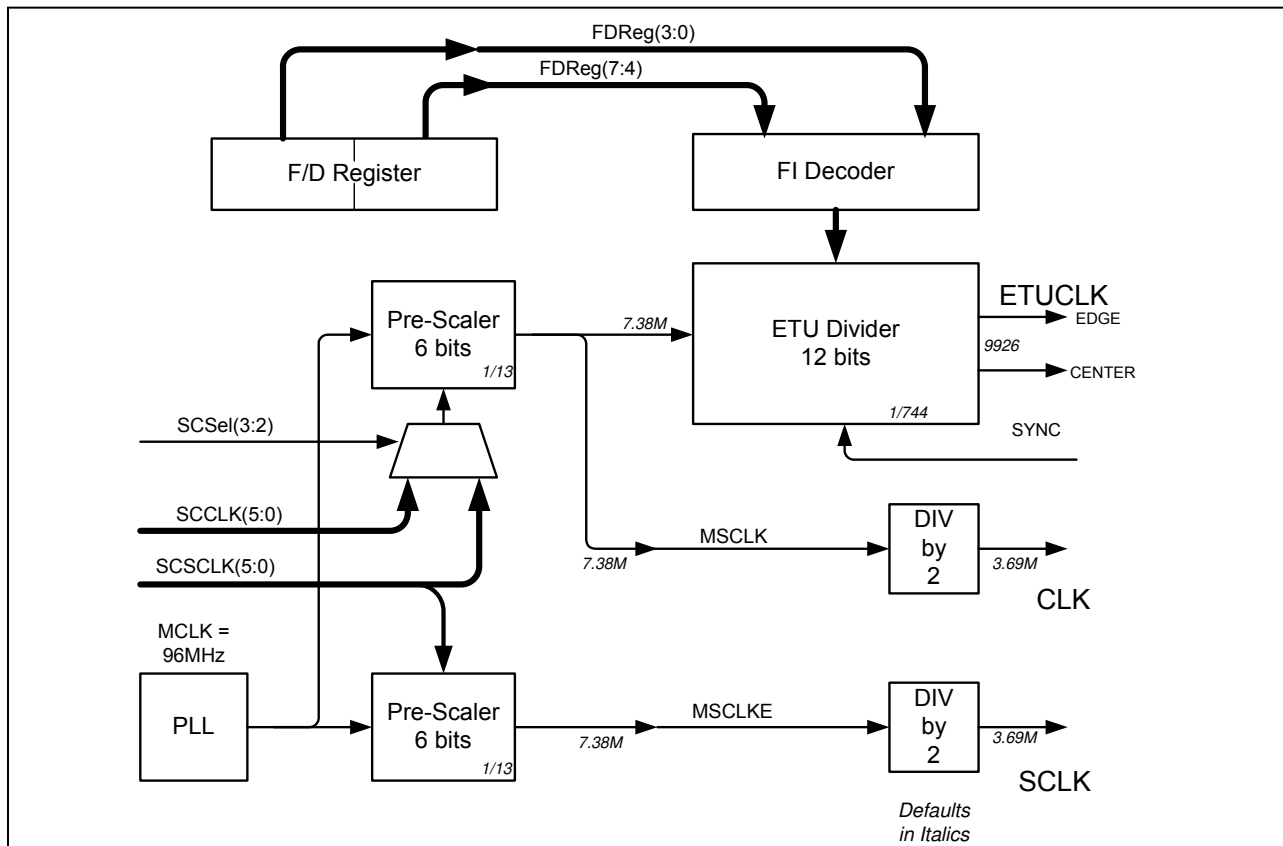 FDReg(3:0)
FDReg(7:4)
F/D Register
FI Decoder
Pre-Scaler
6 bits
1/13
7.38M
ETU Divider
12 bits
1/744
ETUCLK
EDGE
9926
CENTER
SYNC
SCSel(3:2)
SCCLK(5:0)
SCSCLK(5:0)
7.38M
MSCLK
DIV
by
2
3.69M
CLK
MCLK =
96MHz
PLL
Pre-Scaler
6 bits
1/13
7.38M
MSCLKE
DIV
by
2
3.69M
SCLK
Defaults
in Italics